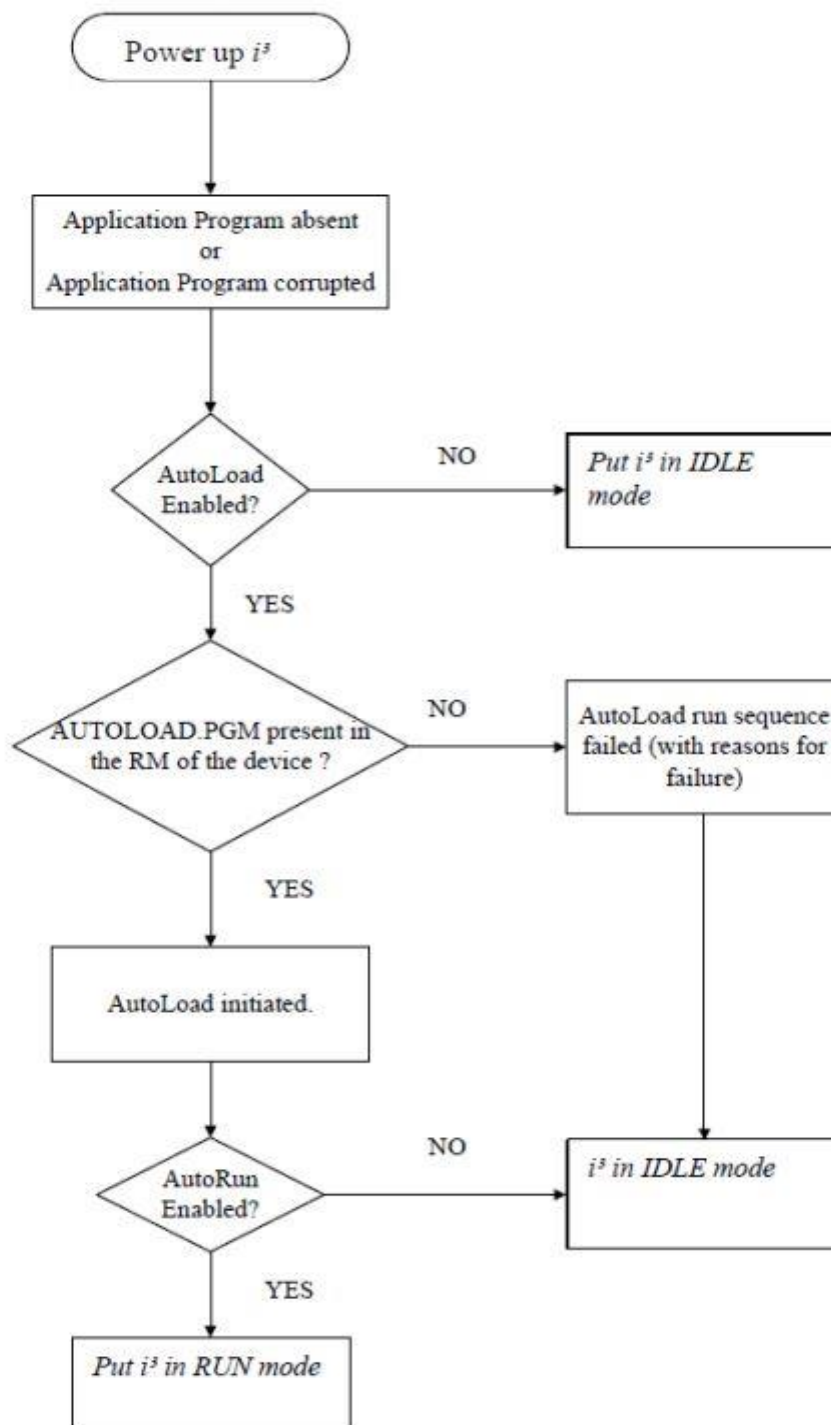 Power up i³
Application Program absent
or
Application Program corrupted
AutoLoad
Enabled?
NO
Put i³ in IDLE
mode
YES
AUTOLOAD.PGM present in
the RM of the device ?
NO
AutoLoad run sequence
failed (with reasons for
failure)
YES
AutoLoad initiated.
AutoRun
Enabled?
NO
i³ in IDLE mode
YES
Put i³ in RUN mode